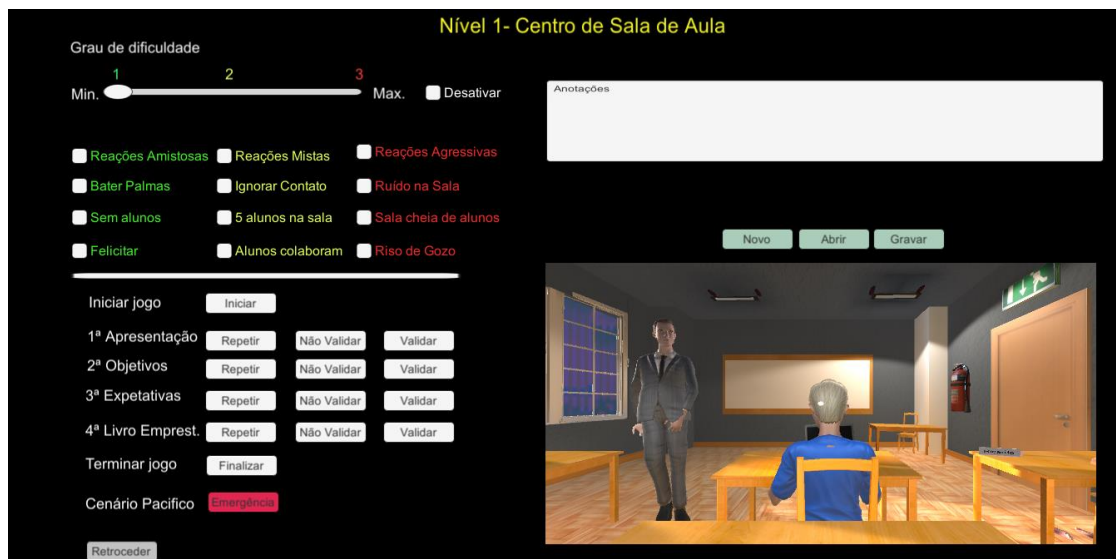 Nível 1- Centro de Sala de Aula
Grau de dificuldade
1 2 3
Min. Max. Desativar
Reações Amistosas Reações Mistas Reações Agressivas
Bater Palmas Ignorar Contato Ruído na Sala
Sem alunos 5 alunos na sala Sala cheia de alunos
Felicitar Alunos colaboram Riso de Gozo
Iniciar jogo Iniciar
1ª Apresentação Repetir Não Validar Validar
2ª Objetivos Repetir Não Validar Validar
3ª Expetativas Repetir Não Validar Validar
4ª Livro Emprest. Repetir Não Validar Validar
Terminar jogo Finalizar
Cenário Pacifico Emergência
Retroceder
Anotações
Novo Abrir Gravar